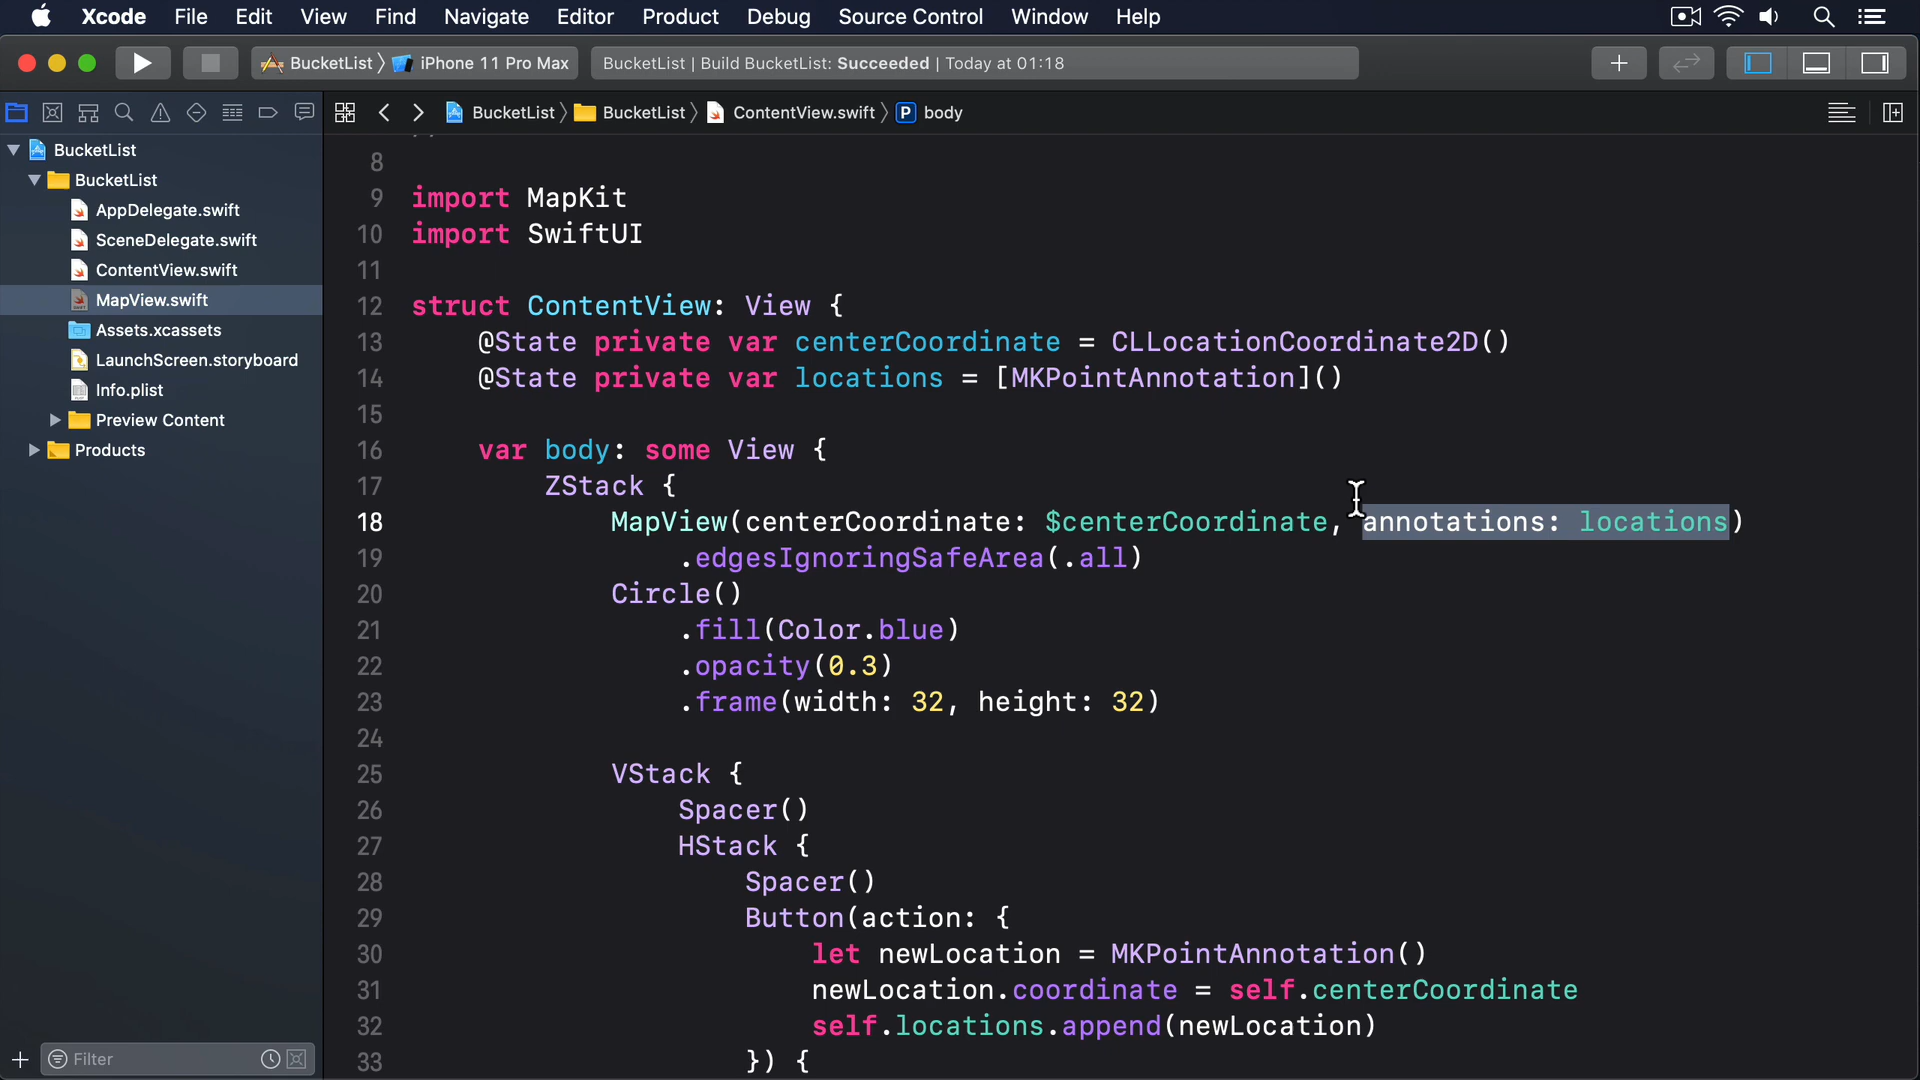 Xcode File Edit View Find Navigate Editor Product Debug Source Control Window Help
BucketList iPhone 11 Pro Max BucketList | Build BucketList: Succeeded | Today at 01:18
BucketList BucketList ContentView.swift P body
BucketList
BucketList
AppDelegate.swift
SceneDelegate.swift
ContentView.swift
MapView.swift
Assets.xcassets
LaunchScreen.storyboard
Info.plist
Preview Content
Products
Filter
8
9 import MapKit
10 import SwiftUI
11
12 struct ContentView: View {
13 @State private var centerCoordinate = CLLocationCoordinate2D()
14 @State private var locations = [MKPointAnnotation]()
15
16 var body: some View {
17 ZStack {
18 MapView(centerCoordinate: $centerCoordinate, annotations: locations)
19 .edgesIgnoringSafeArea(.all)
20 Circle()
21 .fill(Color.blue)
22 .opacity(0.3)
23 .frame(width: 32, height: 32)
24
25 VStack {
26 Spacer()
27 HStack {
28 Spacer()
29 Button(action: {
30 let newLocation = MKPointAnnotation()
31 newLocation.coordinate = self.centerCoordinate
32 self.locations.append(newLocation)
33 }) {